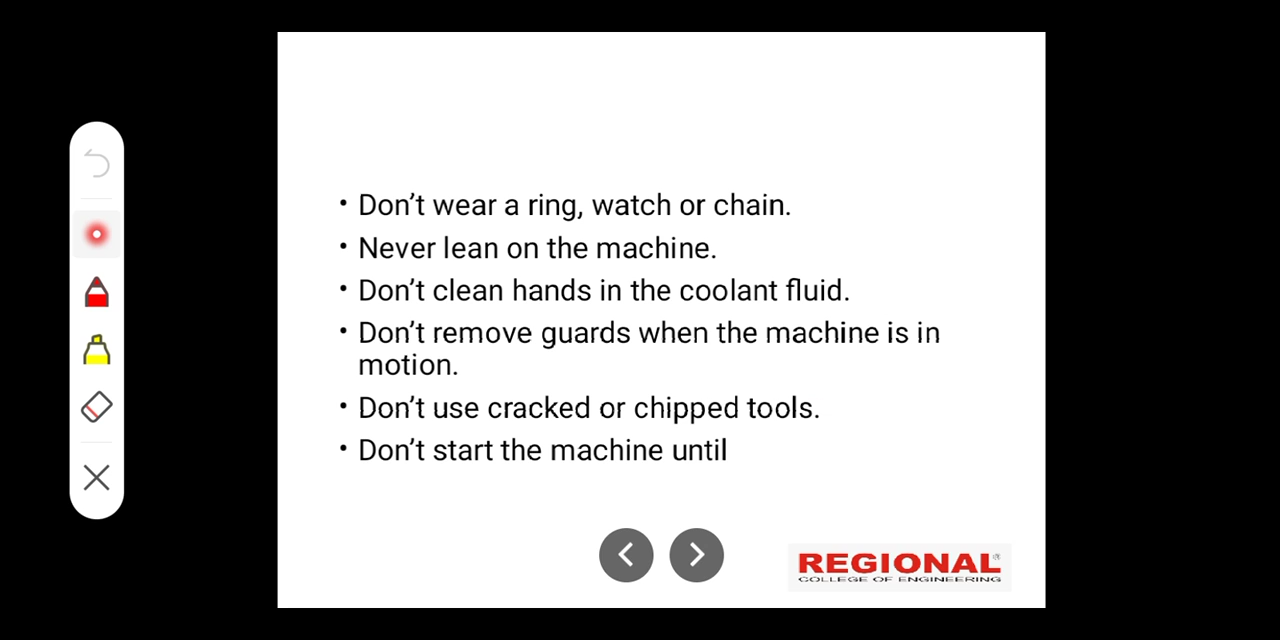 • Don’t wear a ring, watch or chain.
• Never lean on the machine.
• Don’t clean hands in the coolant fluid.
• Don’t remove guards when the machine is in
motion.
• Don’t use cracked or chipped tools.
• Don’t start the machine until
REGIONAL
COLLEGE OF ENGINEERING